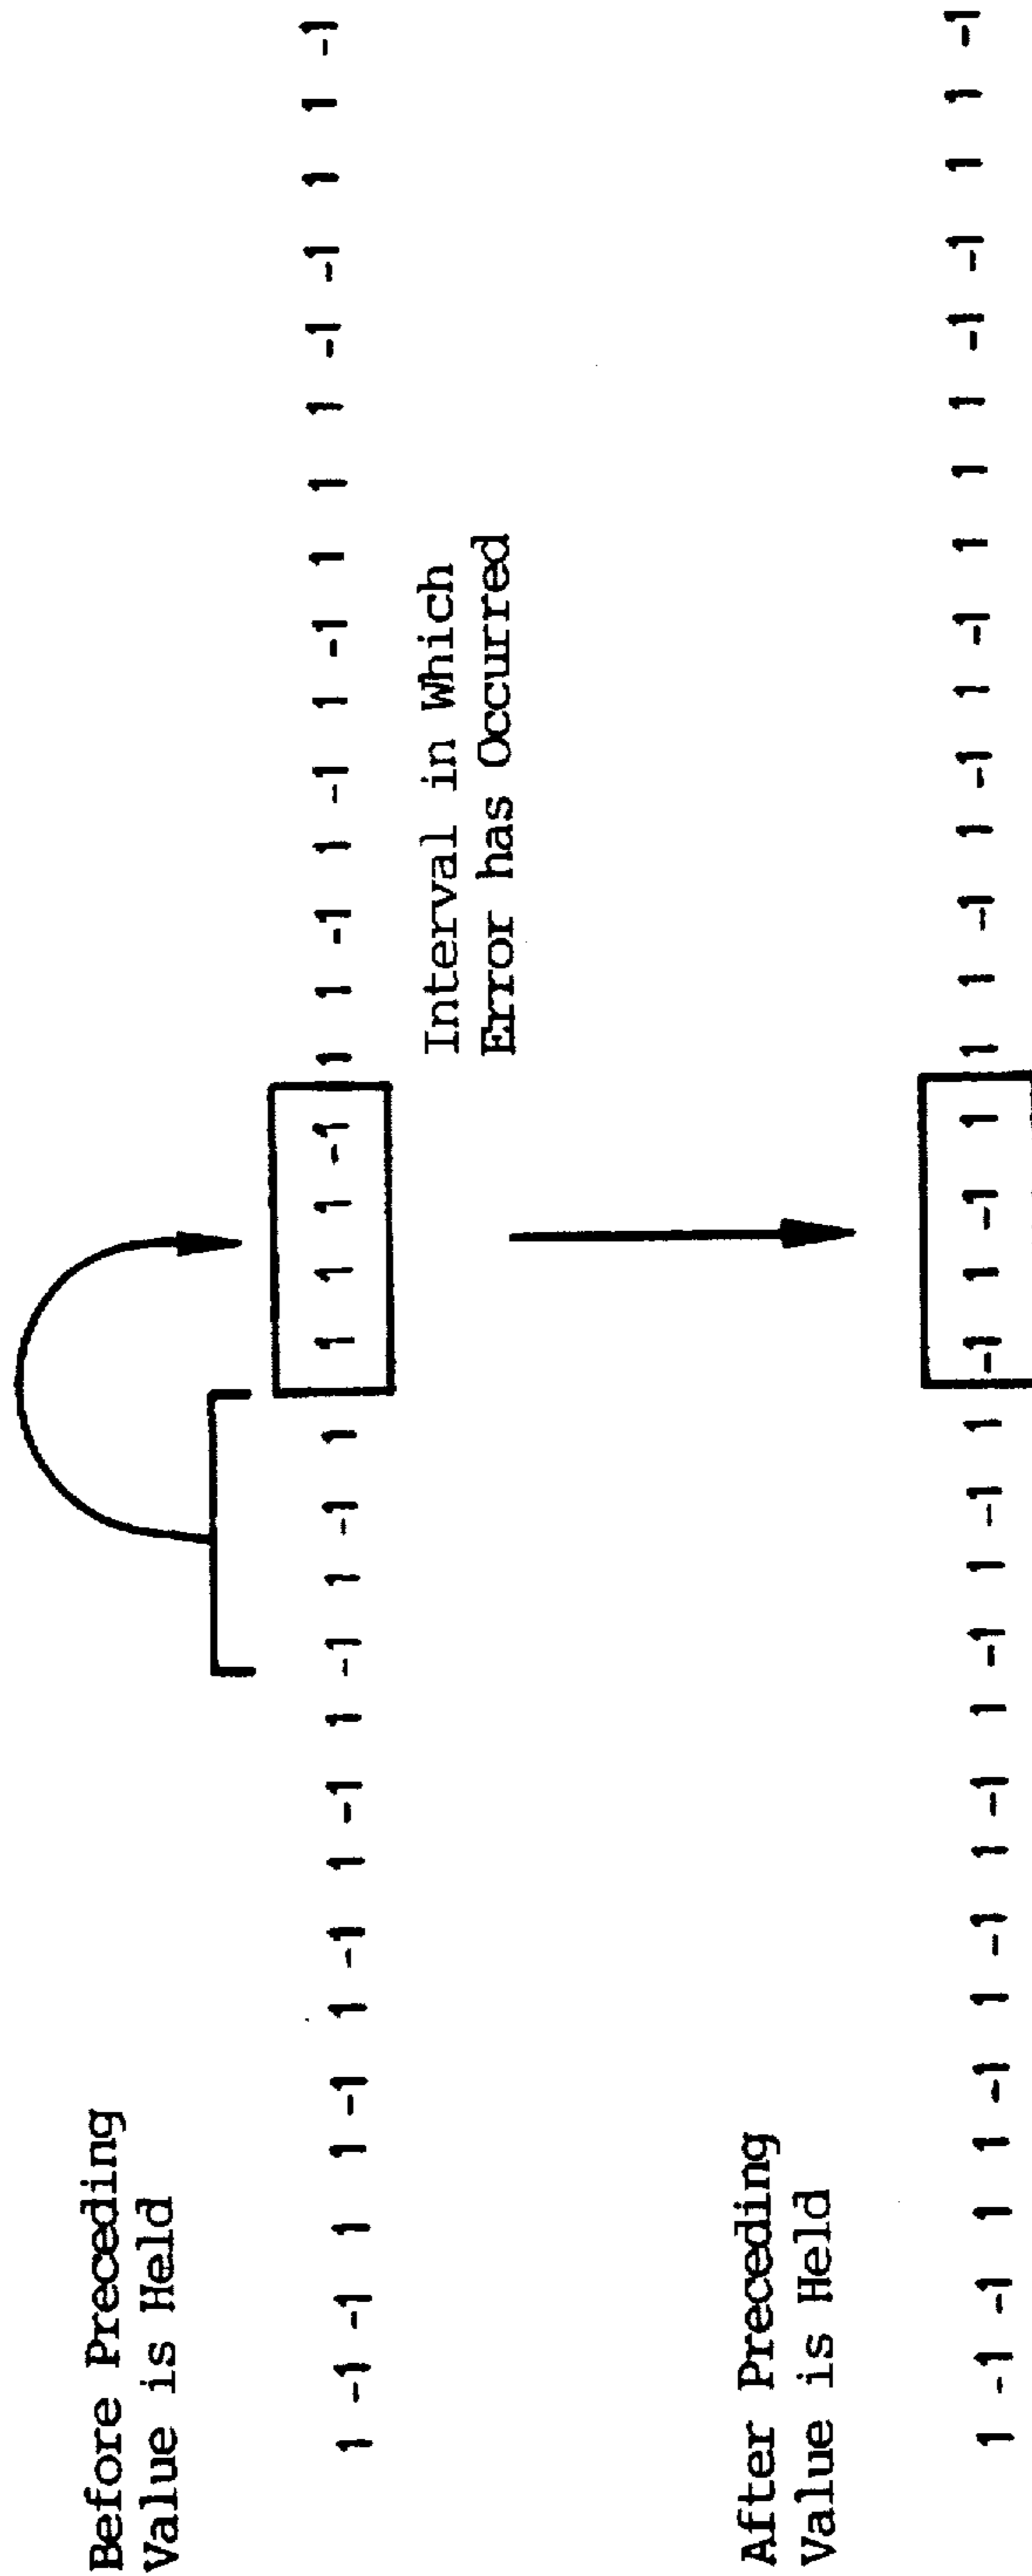 Before Preceding
Value is Held
1 -1 -1 1 1 -1 1 -1 1 -1 1 -1 1 -1 1 1 1 1 -1 1 1 -1 1 -1 1 -1 1 1 1 -1 -1 1 1 -1
Interval in Which
Error has Occurred
After Preceding
Value is Held
1 -1 -1 1 1 -1 1 -1 1 -1 1 -1 1 -1 1 -1 1 -1 1 1 1 -1 1 -1 1 -1 1 1 1 -1 -1 1 1 -1